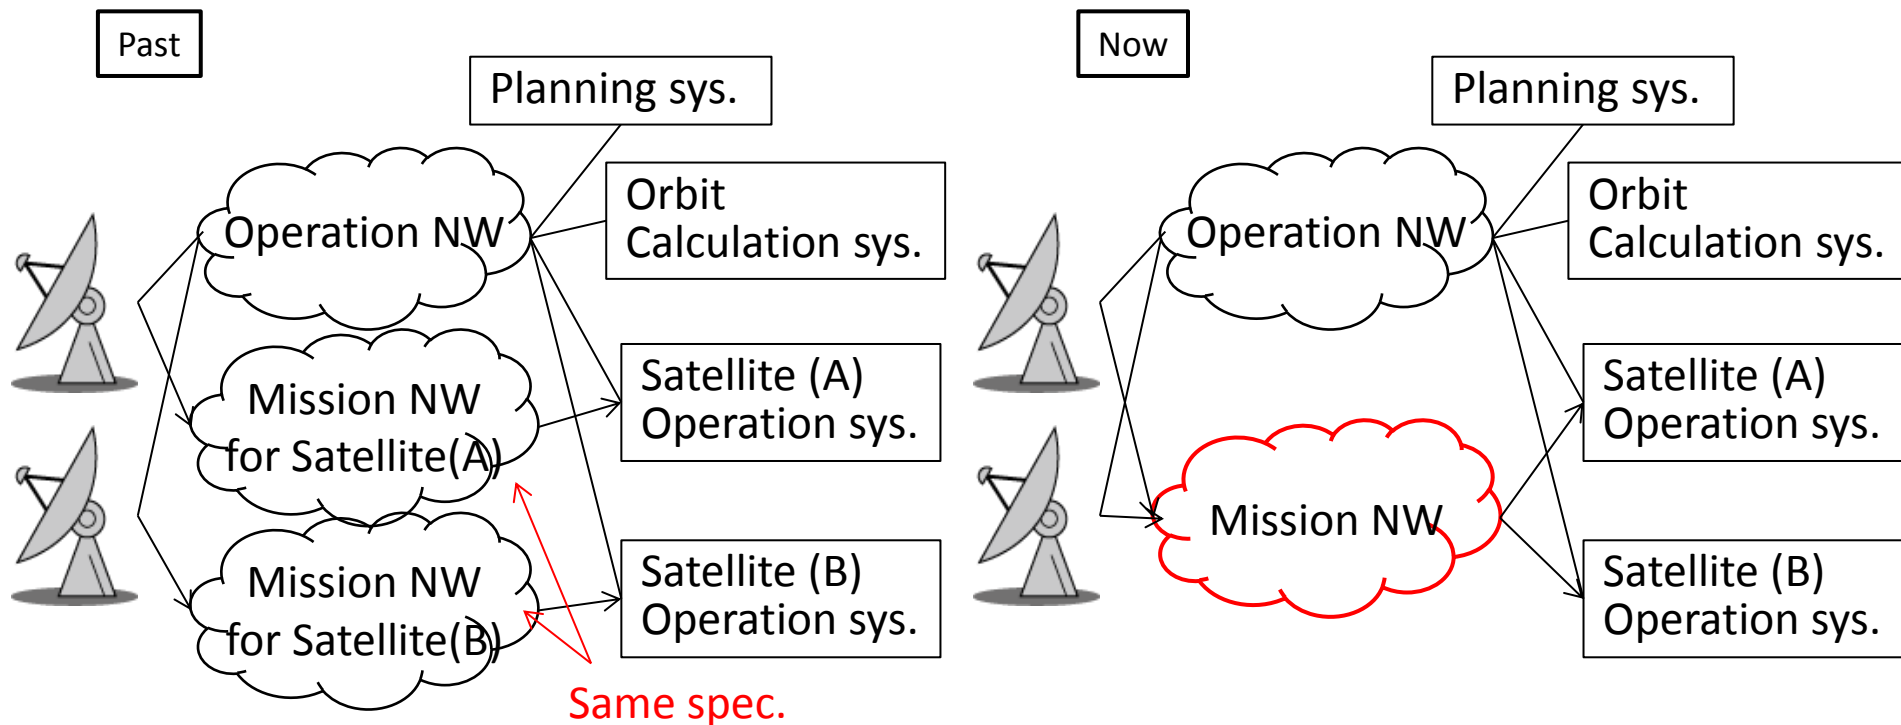 Past
Planning sys.
Operation NW
Orbit
Calculation sys.
Mission NW
for Satellite(A)
Satellite (A)
Operation sys.
Mission NW
for Satellite(B)
Satellite (B)
Operation sys.
Same spec.
Now
Planning sys.
Operation NW
Orbit
Calculation sys.
Satellite (A)
Operation sys.
Mission NW
Satellite (B)
Operation sys.